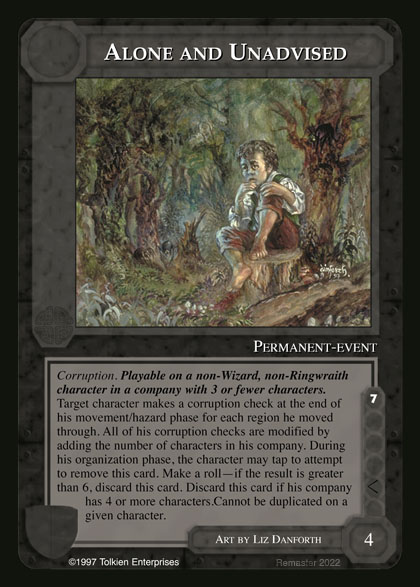 ALONE AND UNADVISED
PERMANENT-EVENT
Corruption. Playable on a non-Wizard, non-Ringwraith
character in a company with 3 or fewer characters.
Target character makes a corruption check at the end of
his movement/hazard phase for each region he moved
through. All of his corruption checks are modified by
adding the number of characters in his company. During
his organization phase, the character may tap to attempt
to remove this card. Make a roll—if the result is greater
than 6, discard this card. Discard this card if his company
has 4 or more characters.Cannot be duplicated on a
given character.
7
ART BY LIZ DANFORTH
4
©1997 Tolkien Enterprises
Remaster 2022